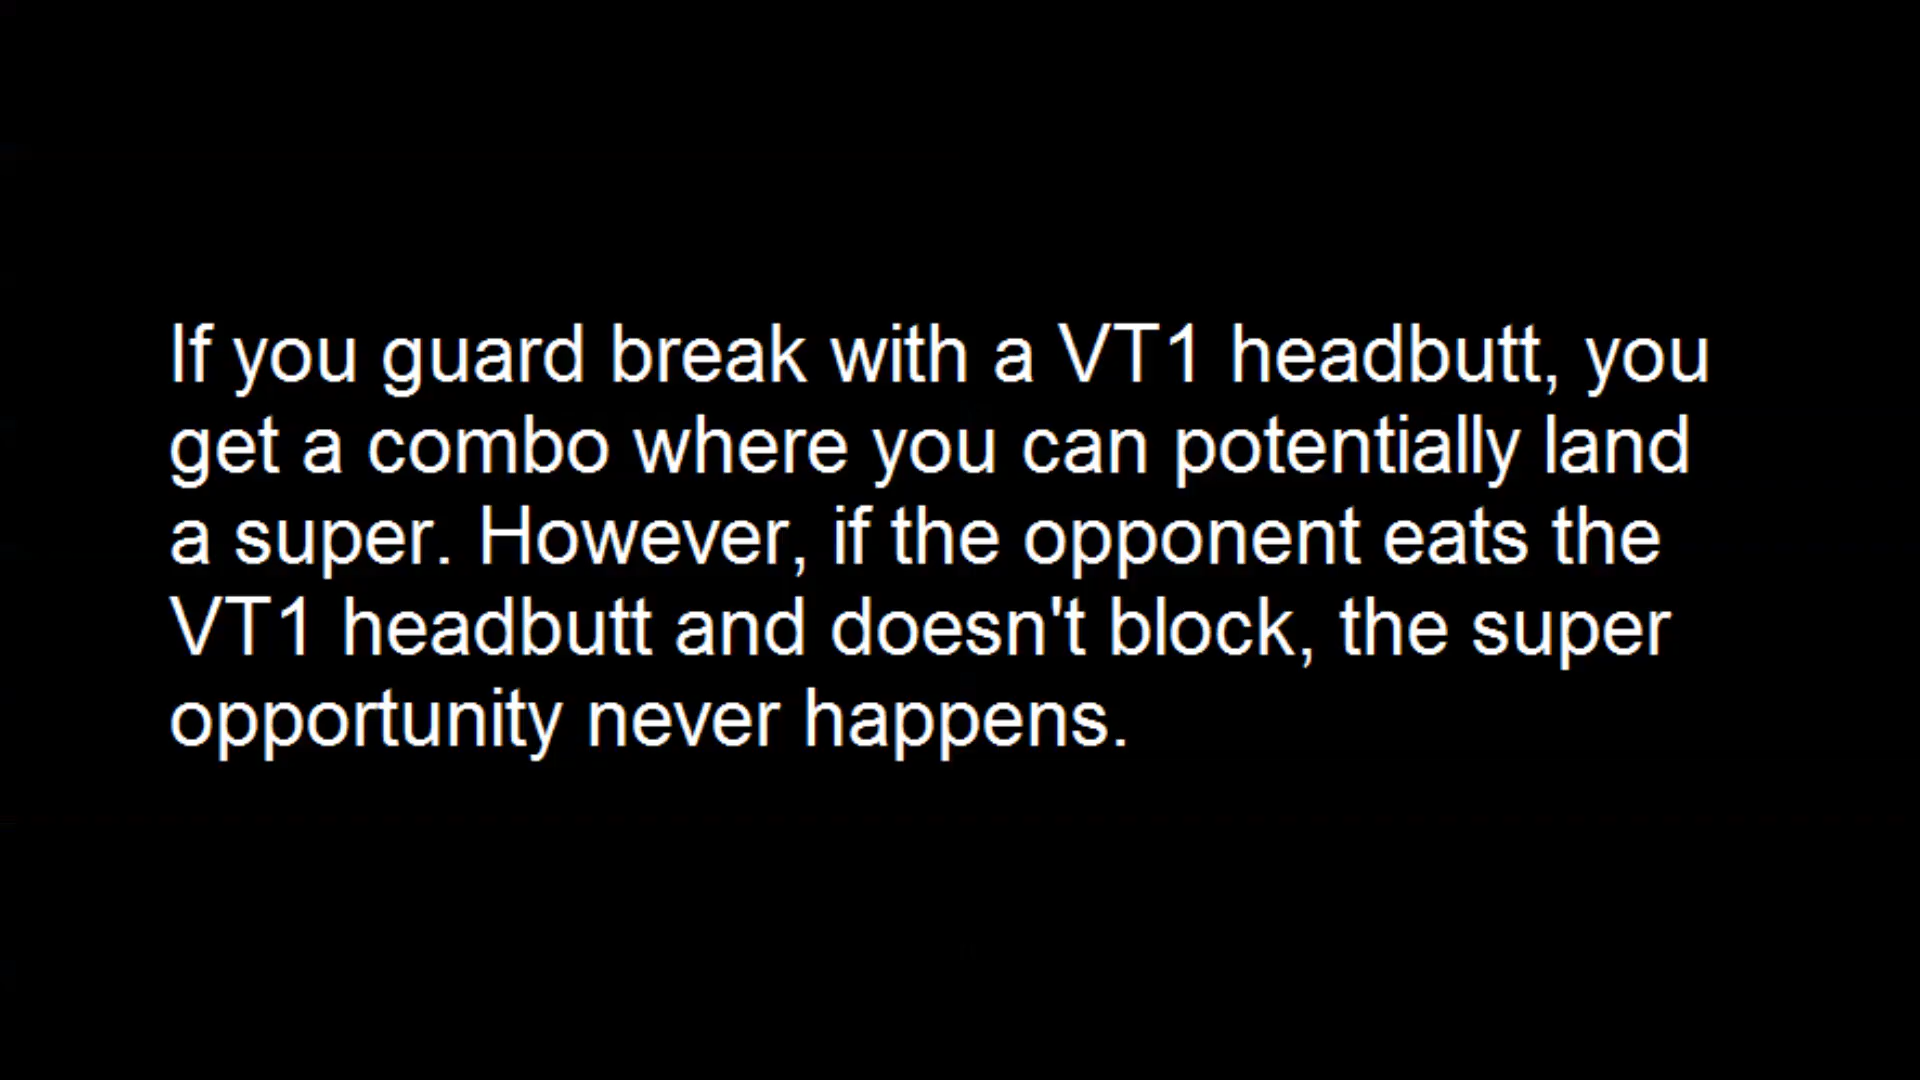 If you guard break with a VT1 headbutt, you
get a combo where you can potentially land
a super. However, if the opponent eats the
VT1 headbutt and doesn't block, the super
opportunity never happens.